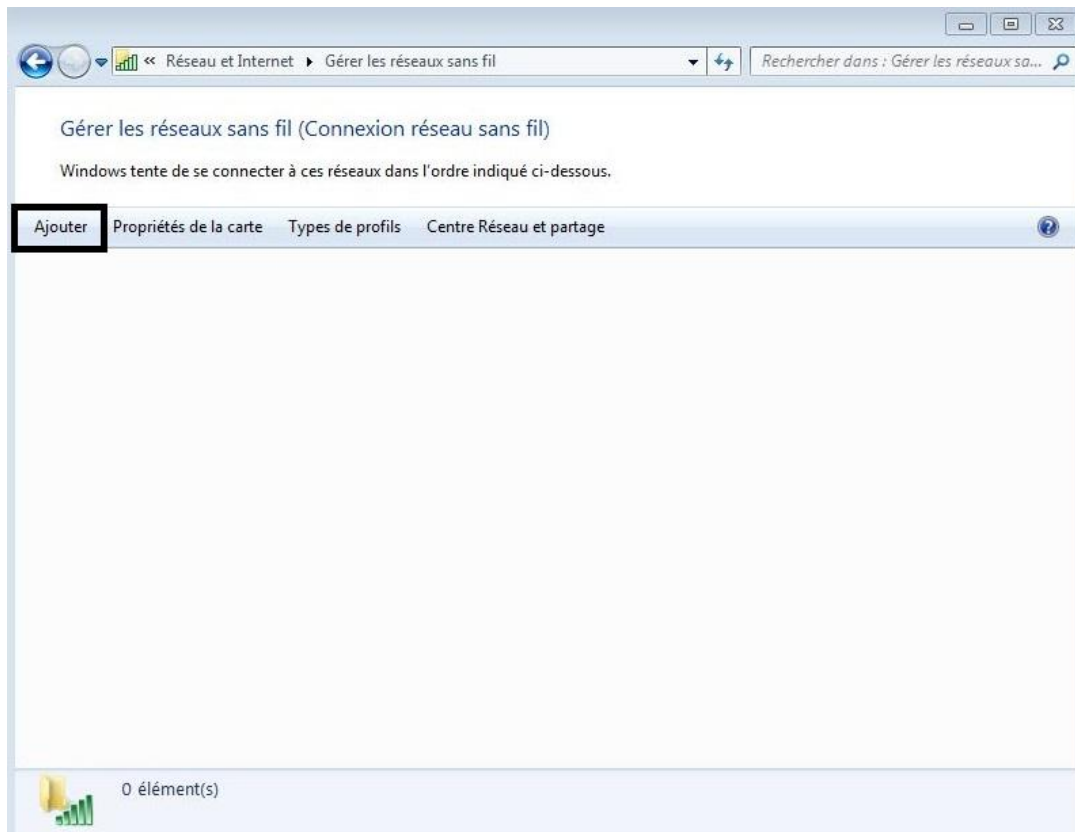 « Réseau et Internet ▸ Gérer les réseaux sans fil
Rechercher dans : Gérer les réseaux sa...
Gérer les réseaux sans fil (Connexion réseau sans fil)
Windows tente de se connecter à ces réseaux dans l'ordre indiqué ci-dessous.
Ajouter Propriétés de la carte Types de profils Centre Réseau et partage
0 élément(s)